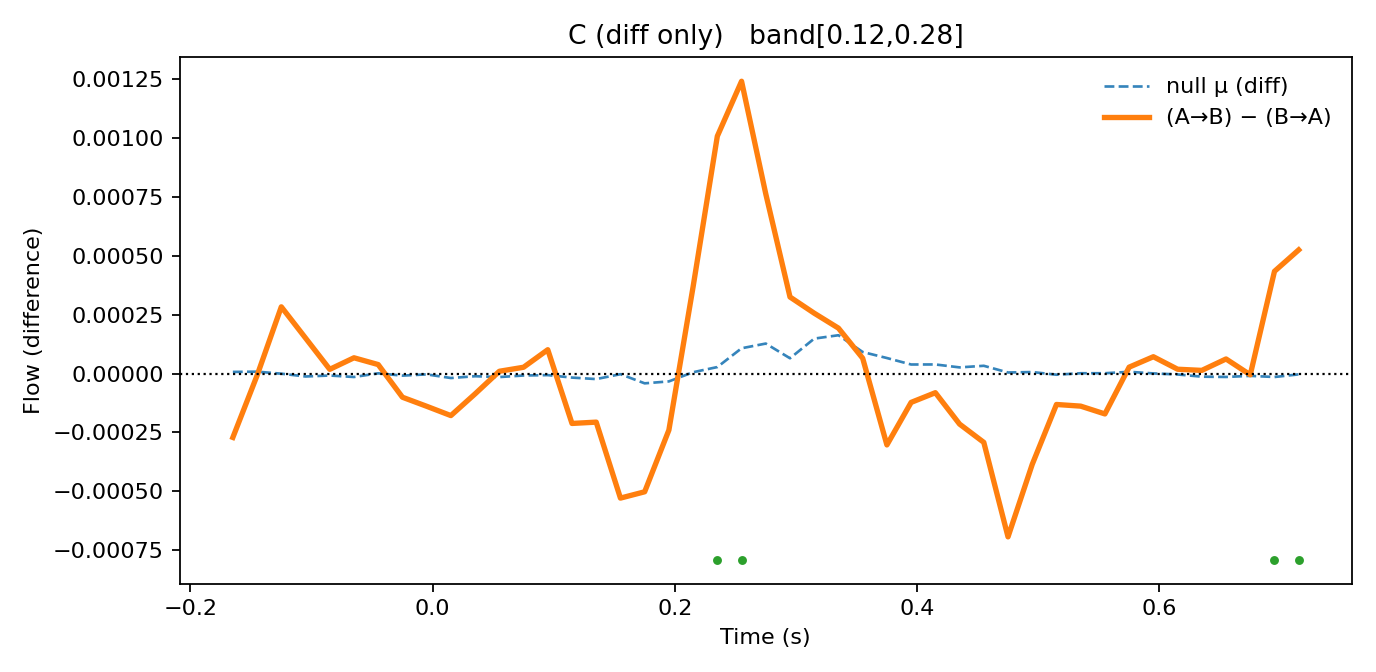 C (diff only)   band[0.12,0.28]
null μ (diff)
(A→B) − (B→A)
0.00125
0.00100
0.00075
0.00050
0.00025
0.00000
−0.00025
−0.00050
−0.00075
Flow (difference)
−0.2 0.0 0.2 0.4 0.6
Time (s)